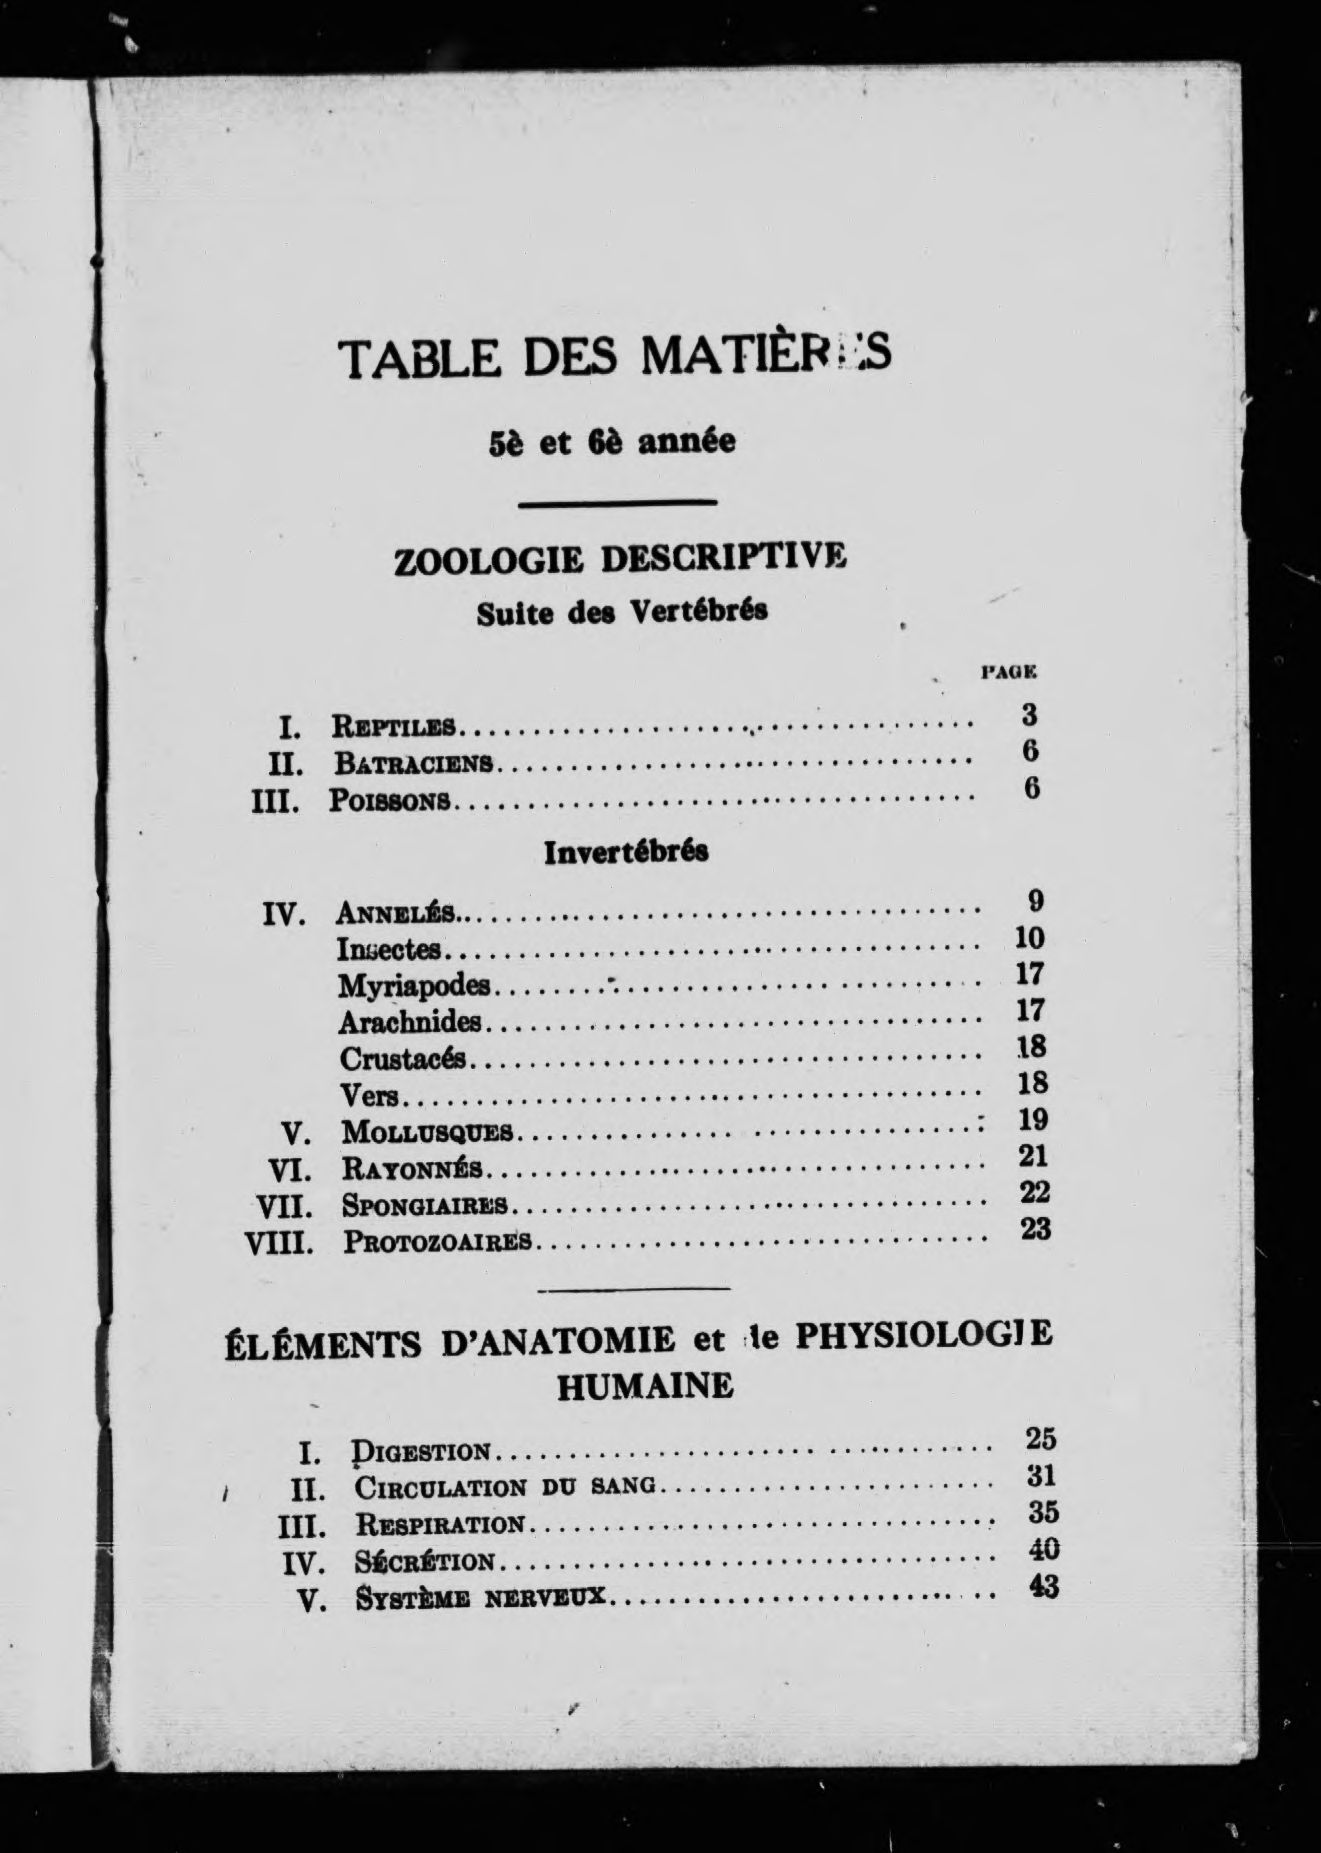 TABLE DES MATIÈRES
5è et 6è année
ZOOLOGIE DESCRIPTIVE
Suite des Vertébrés
PAGE
I. REPTILES........................................ 3
II. BATRACIENS........................................ 6
III. POISSONS........................................ 6
Invertébrés
IV. ANNELÉS........................................ 9
Insectes........................................ 10
Myriapodes........................................ 17
Arachnides........................................ 17
Crustacés........................................ 18
Vers........................................ 18
V. MOLLUSQUES........................................ 19
VI. RAYONNÉS........................................ 21
VII. SPONGIAIRES........................................ 22
VIII. PROTOZOAIRES........................................ 23
ÉLÉMENTS D'ANATOMIE et de PHYSIOLOGIE
HUMAINE
I. DIGESTION........................................ 25
II. CIRCULATION DU SANG........................................ 31
III. RESPIRATION........................................ 35
IV. SÉCRÉTION........................................ 40
V. SYSTÈME NERVEUX........................................ 43